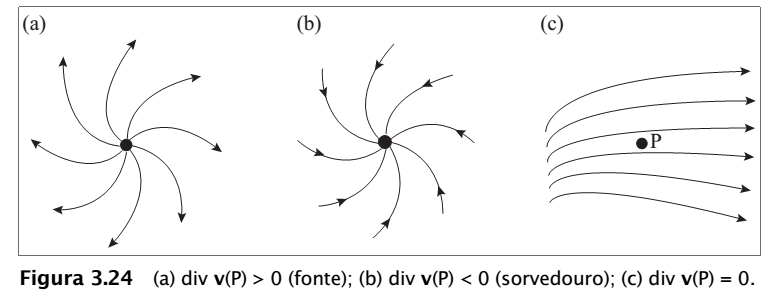 (a) (b) (c)
P
Figura 3.24 (a) div v(P) > 0 (fonte); (b) div v(P) < 0 (sorvedouro); (c) div v(P) = 0.